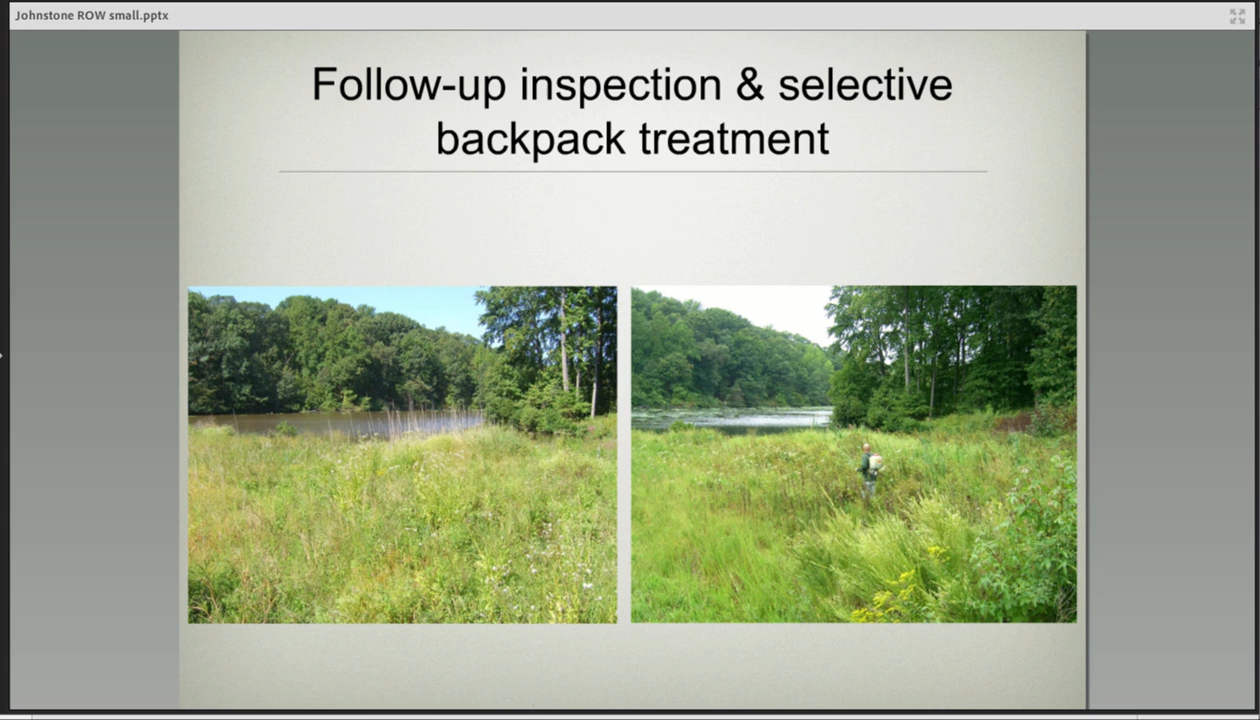 Johnstone ROW small.pptx
Follow-up inspection & selective
backpack treatment